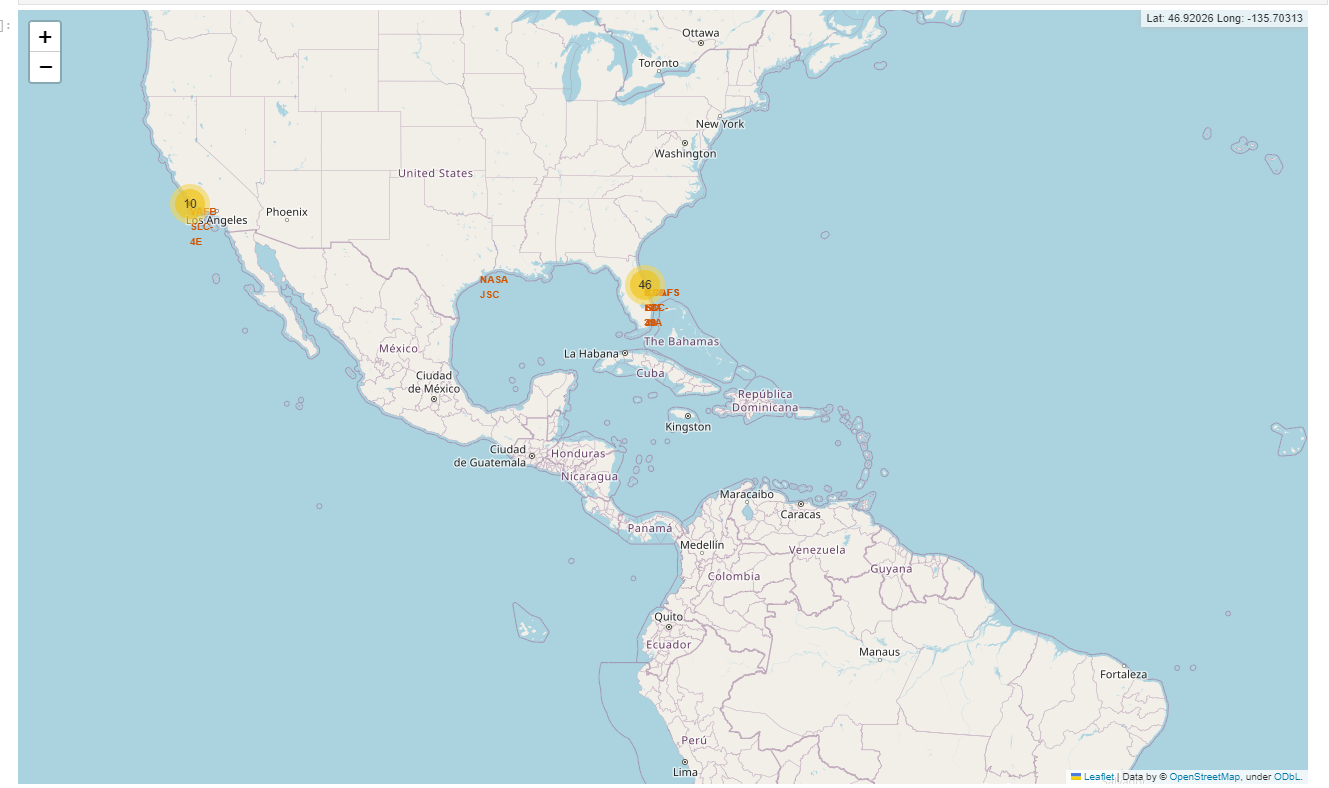 ]:
+
−
Lat: 46.92026 Long: -135.70313
Ottawa
Toronto
New York
Washington
United States
10
Los Angeles
SLC-
4E
Phoenix
NASA
JSC
46
The Bahamas
La Habana
Cuba
México
Ciudad
de México
República
Dominicana
Kingston
Ciudad
de Guatemala
Honduras
Nicaragua
Maracaibo
Caracas
Panamá
Medellín
Venezuela
Guyana
Colombia
Quito
Ecuador
Manaus
Fortaleza
Perú
Lima
Leaflet | Data by © OpenStreetMap, under ODbL.